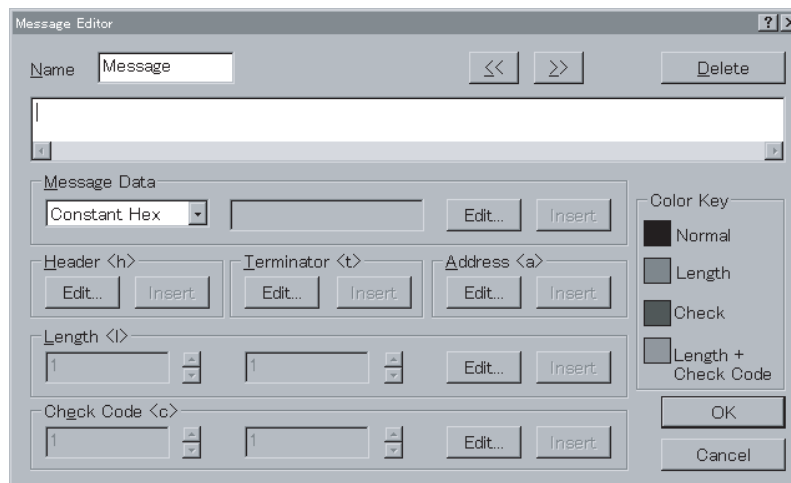 Message Editor
Name Message << >> Delete
Message Data
Constant Hex Edit... Insert
Color Key
Normal
Length
Check
Length +
Check Code
Header <h>
Edit... Insert
Terminator <t>
Edit... Insert
Address <a>
Edit... Insert
Length <l>
1 1 Edit... Insert
Check Code <c>
1 1 Edit... Insert
OK
Cancel